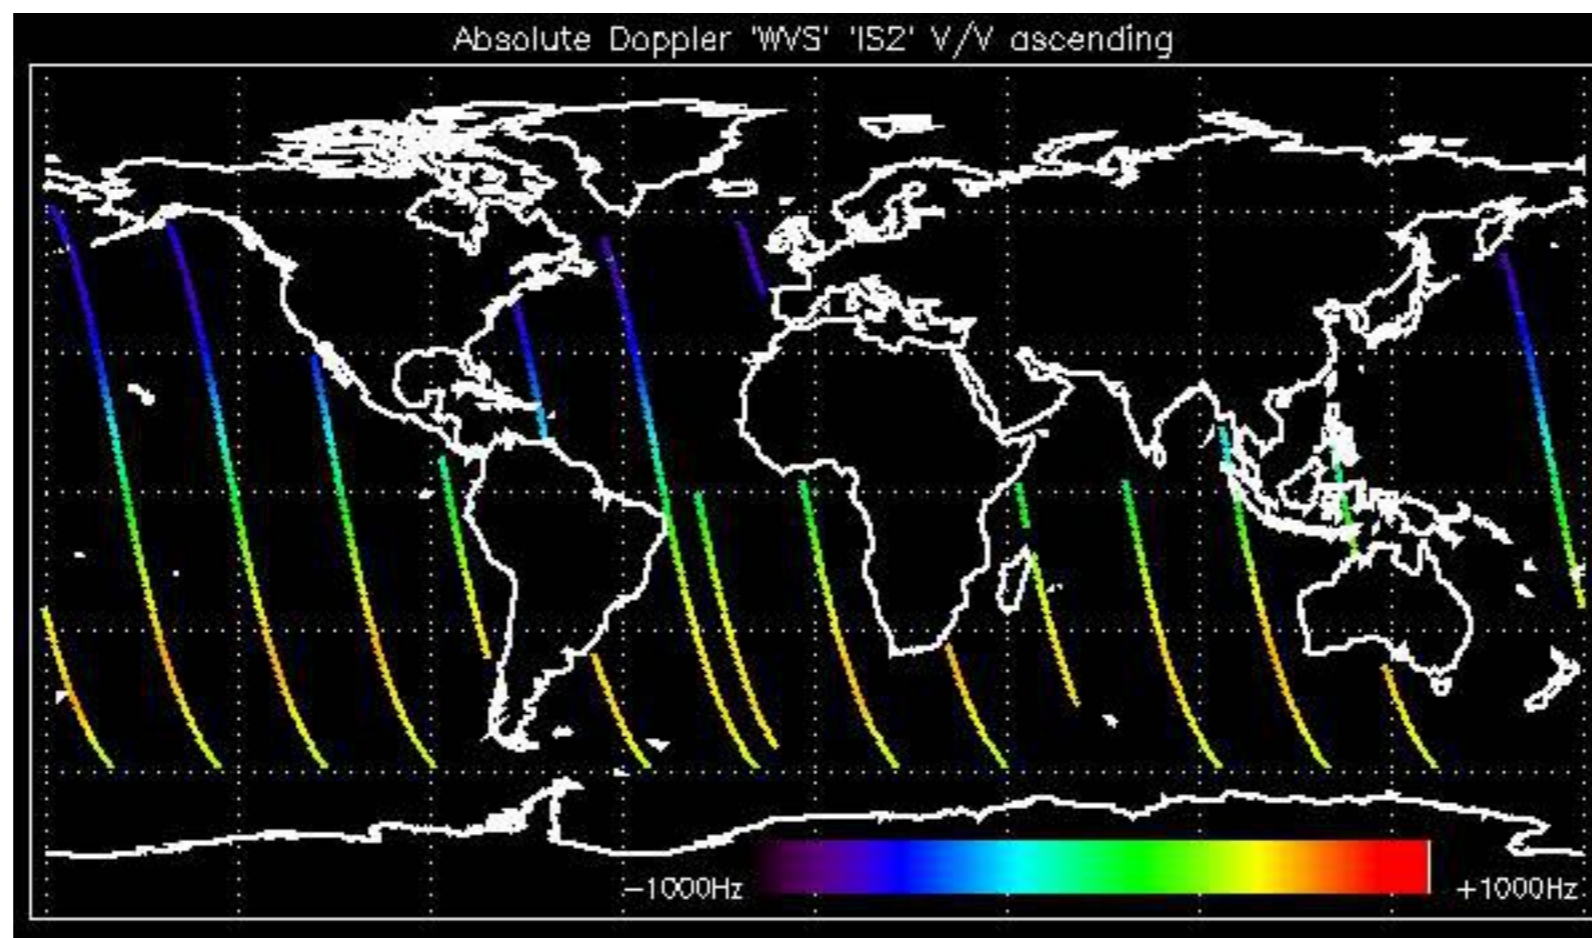 Absolute Doppler 'WVS' 'IS2' V/V ascending
−1000Hz
+1000Hz